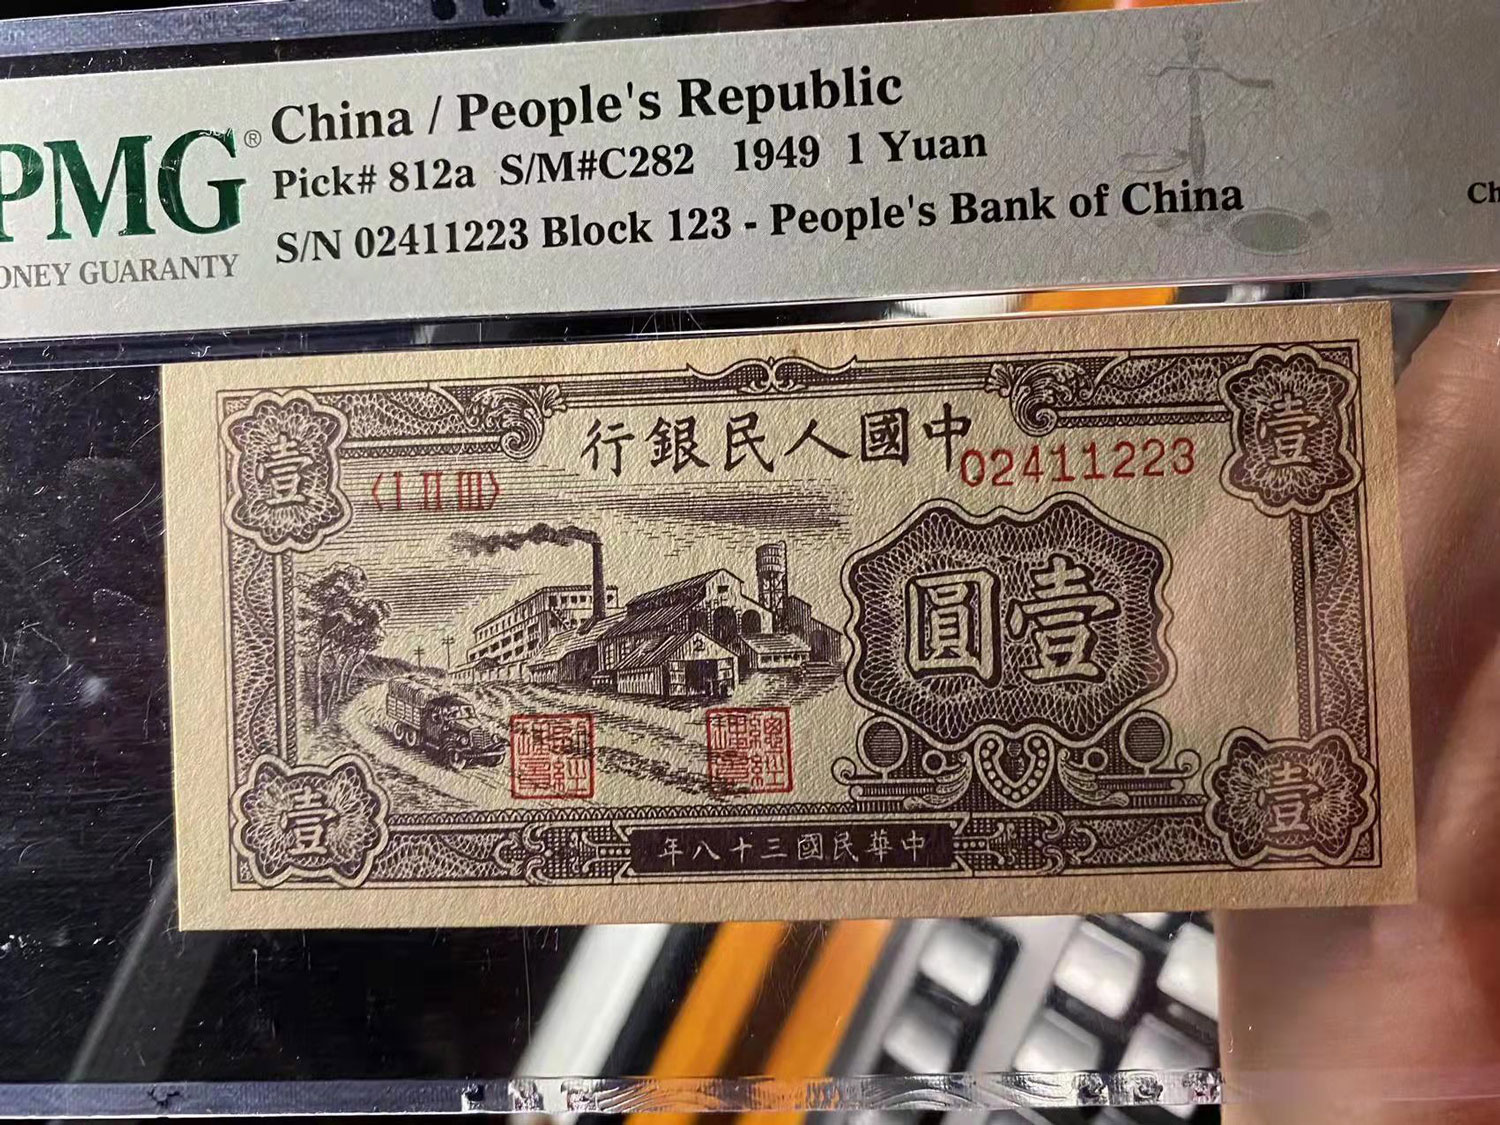 PMG®
China / People's Republic
Pick# 812a S/M#C282 1949 1 Yuan
S/N 02411223 Block 123 - People's Bank of China
Ch
ONEY GUARANTY
行銀民人國中
02411223
〈I II III〉
壹
壹
圓壹
壹
壹
年八十三國民華中